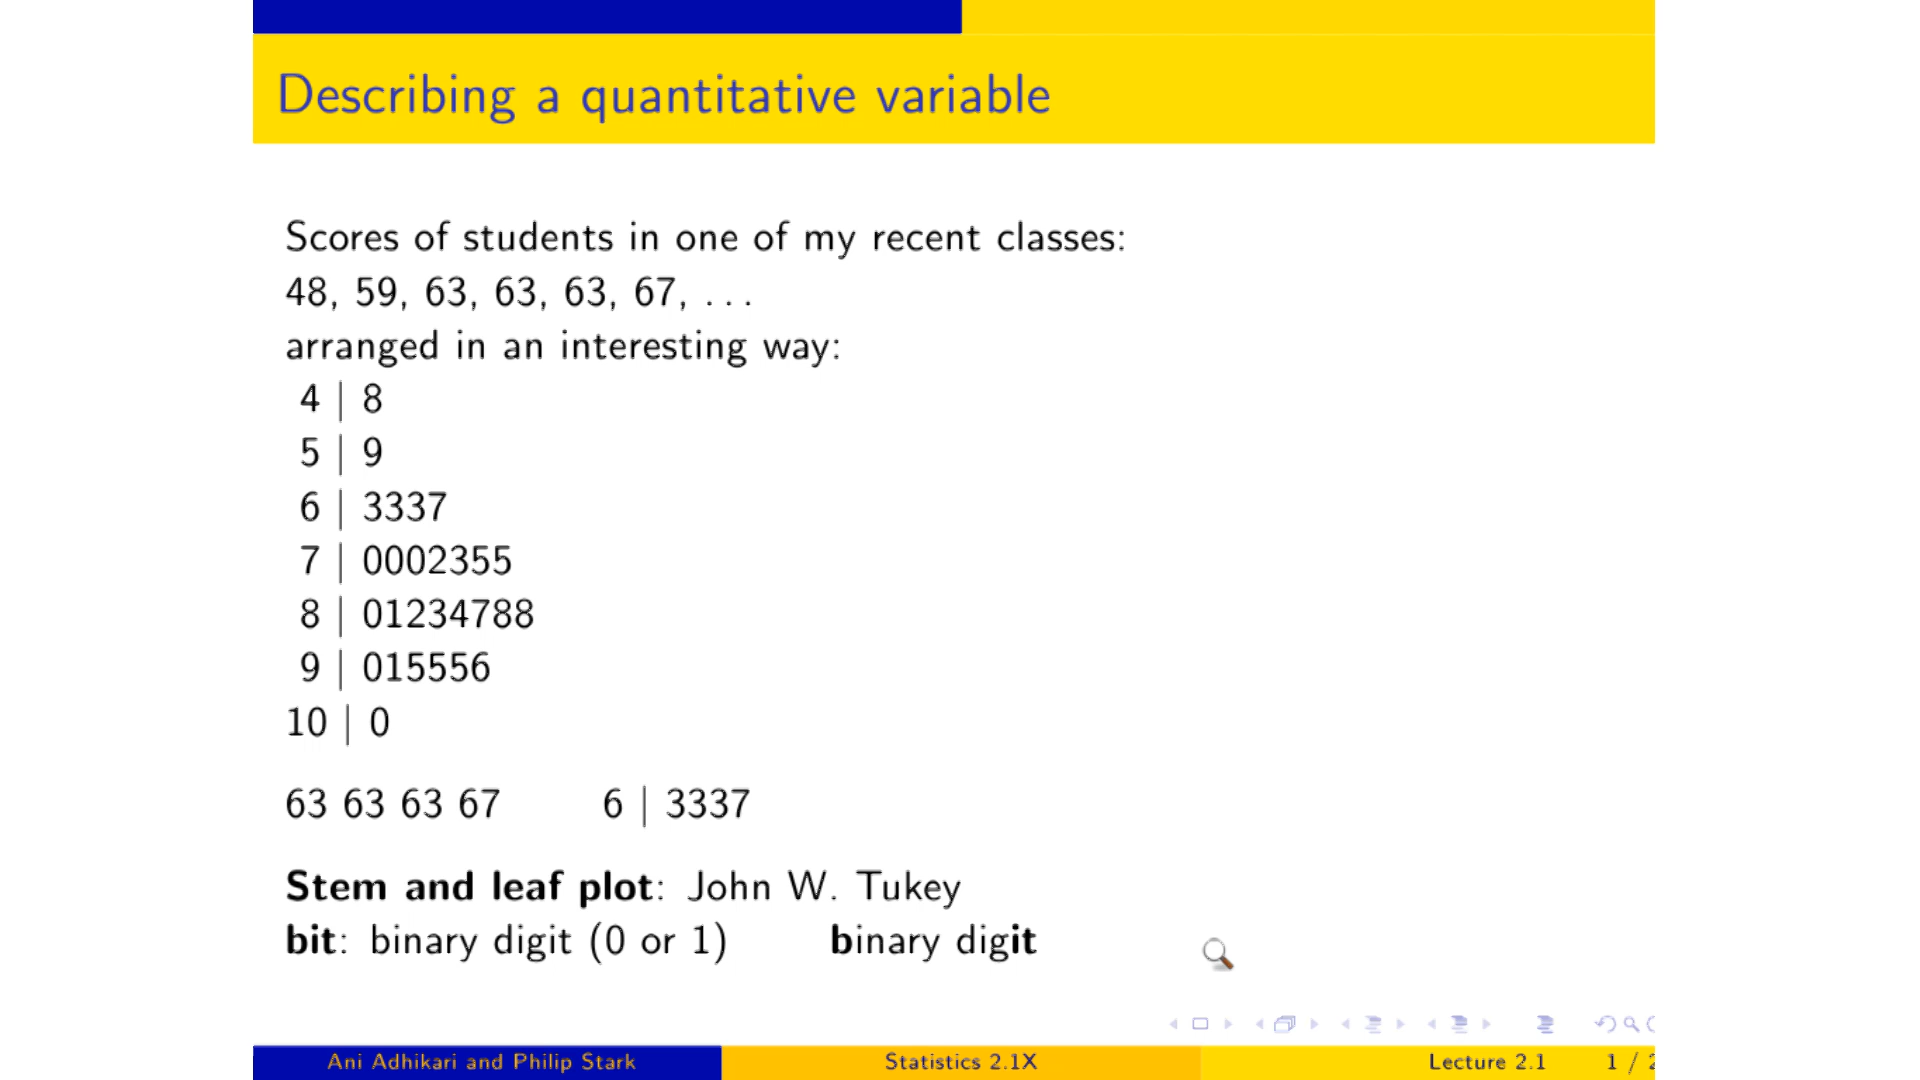 Describing a quantitative variable
Scores of students in one of my recent classes:
48, 59, 63, 63, 63, 67, . . .
arranged in an interesting way:
4 | 8
5 | 9
6 | 3337
7 | 0002355
8 | 01234788
9 | 015556
10 | 0
63 63 63 67 6 | 3337
Stem and leaf plot: John W. Tukey
bit: binary digit (0 or 1) binary digit
Ani Adhikari and Philip Stark Statistics 2.1X Lecture 2.1 1 /